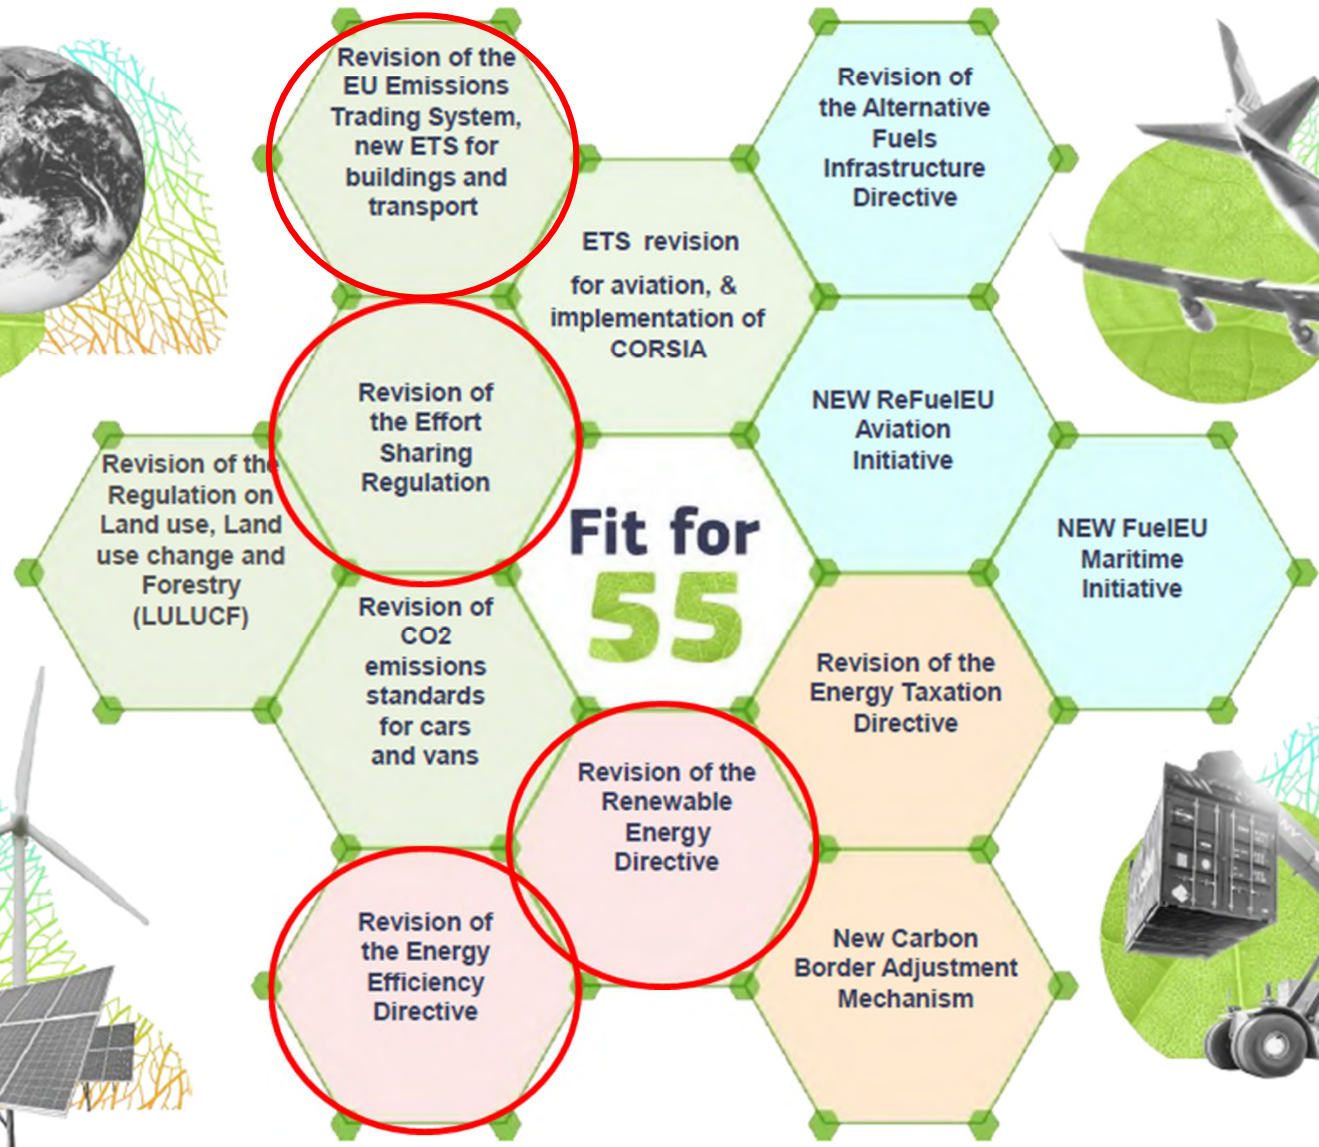 Revision of the
EU Emissions
Trading System,
new ETS for
buildings and
transport
Revision of
the Alternative
Fuels
Infrastructure
Directive
ETS revision
for aviation, &
implementation of
CORSIA
Revision of
the Effort
Sharing
Regulation
NEW ReFuelEU
Aviation
Initiative
Revision of the
Regulation on
Land use, Land
use change and
Forestry
(LULUCF)
Fit for
55
NEW FuelEU
Maritime
Initiative
Revision of
CO2
emissions
standards
for cars
and vans
Revision of the
Energy Taxation
Directive
Revision of the
Renewable
Energy
Directive
Revision of
the Energy
Efficiency
Directive
New Carbon
Border Adjustment
Mechanism